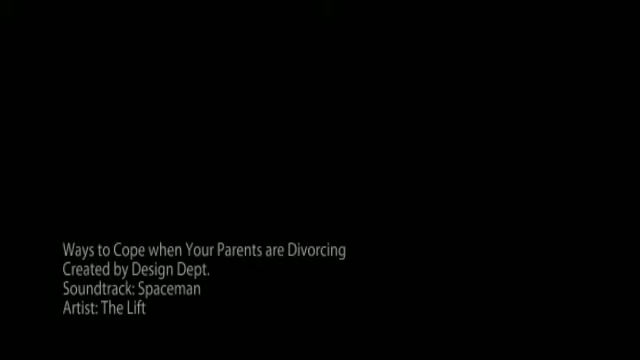 Ways to Cope when Your Parents are Divorcing
Created by Design Dept.
Soundtrack: Spaceman
Artist: The Lift